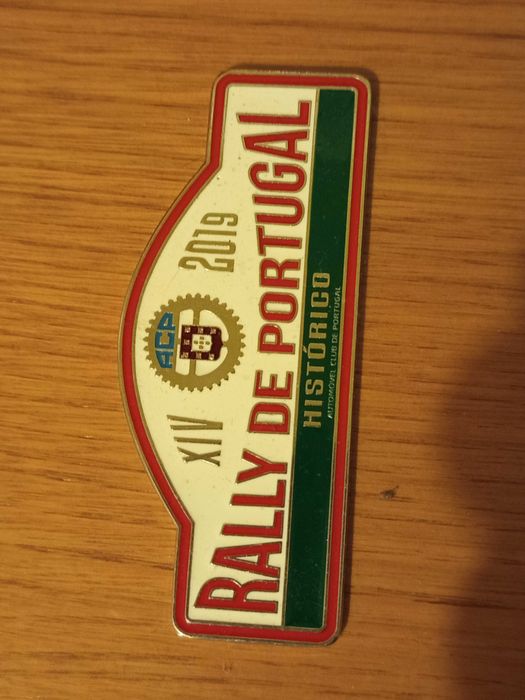 ACP
XIV 2019
RALLY DE PORTUGAL
HISTÓRICO
AUTOMÓVEL CLUB DE PORTUGAL